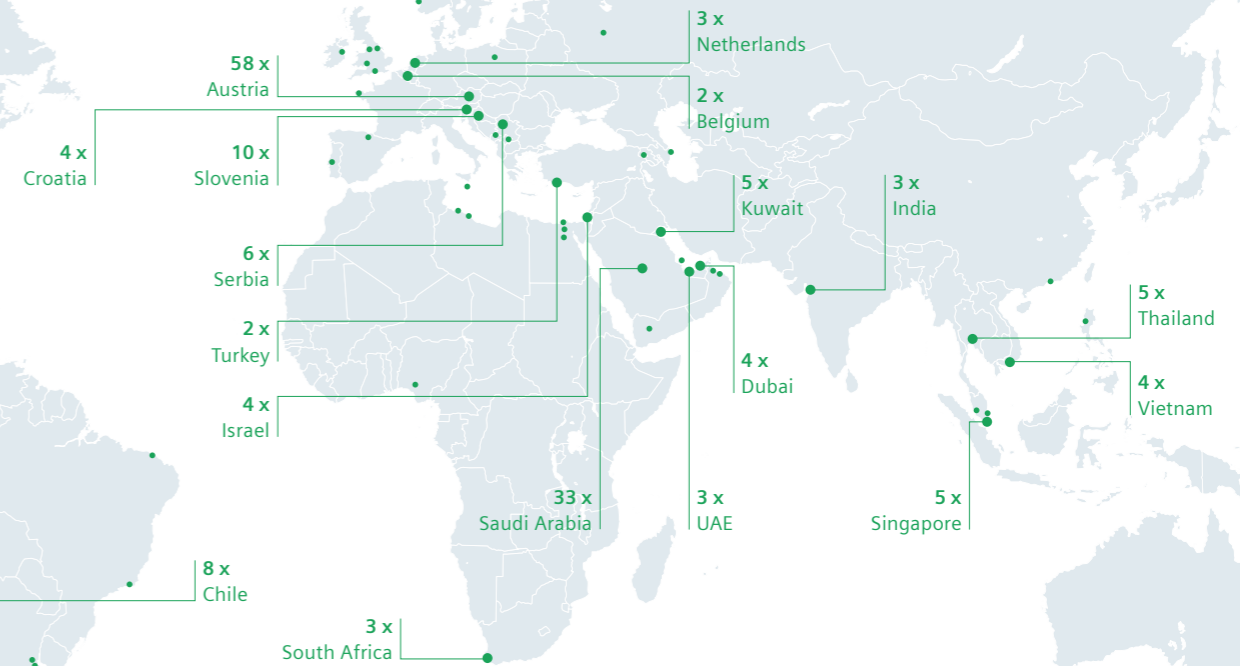 3 x
Netherlands
58 x
Austria
2 x
Belgium
4 x
Croatia
10 x
Slovenia
5 x
Kuwait
3 x
India
6 x
Serbia
5 x
Thailand
2 x
Turkey
4 x
Dubai
4 x
Vietnam
4 x
Israel
33 x
Saudi Arabia
3 x
UAE
5 x
Singapore
8 x
Chile
3 x
South Africa